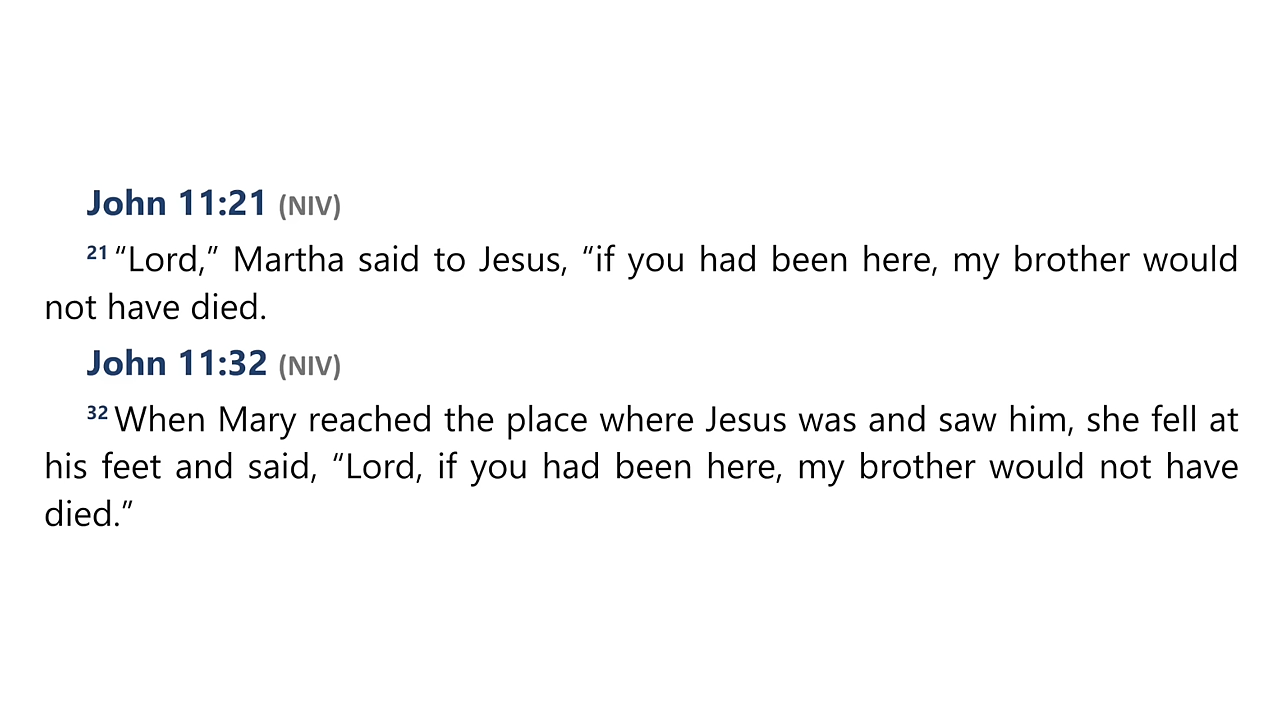 John 11:21 (NIV)
21 “Lord,” Martha said to Jesus, “if you had been here, my brother would
not have died.
John 11:32 (NIV)
32 When Mary reached the place where Jesus was and saw him, she fell at
his feet and said, “Lord, if you had been here, my brother would not have
died.”